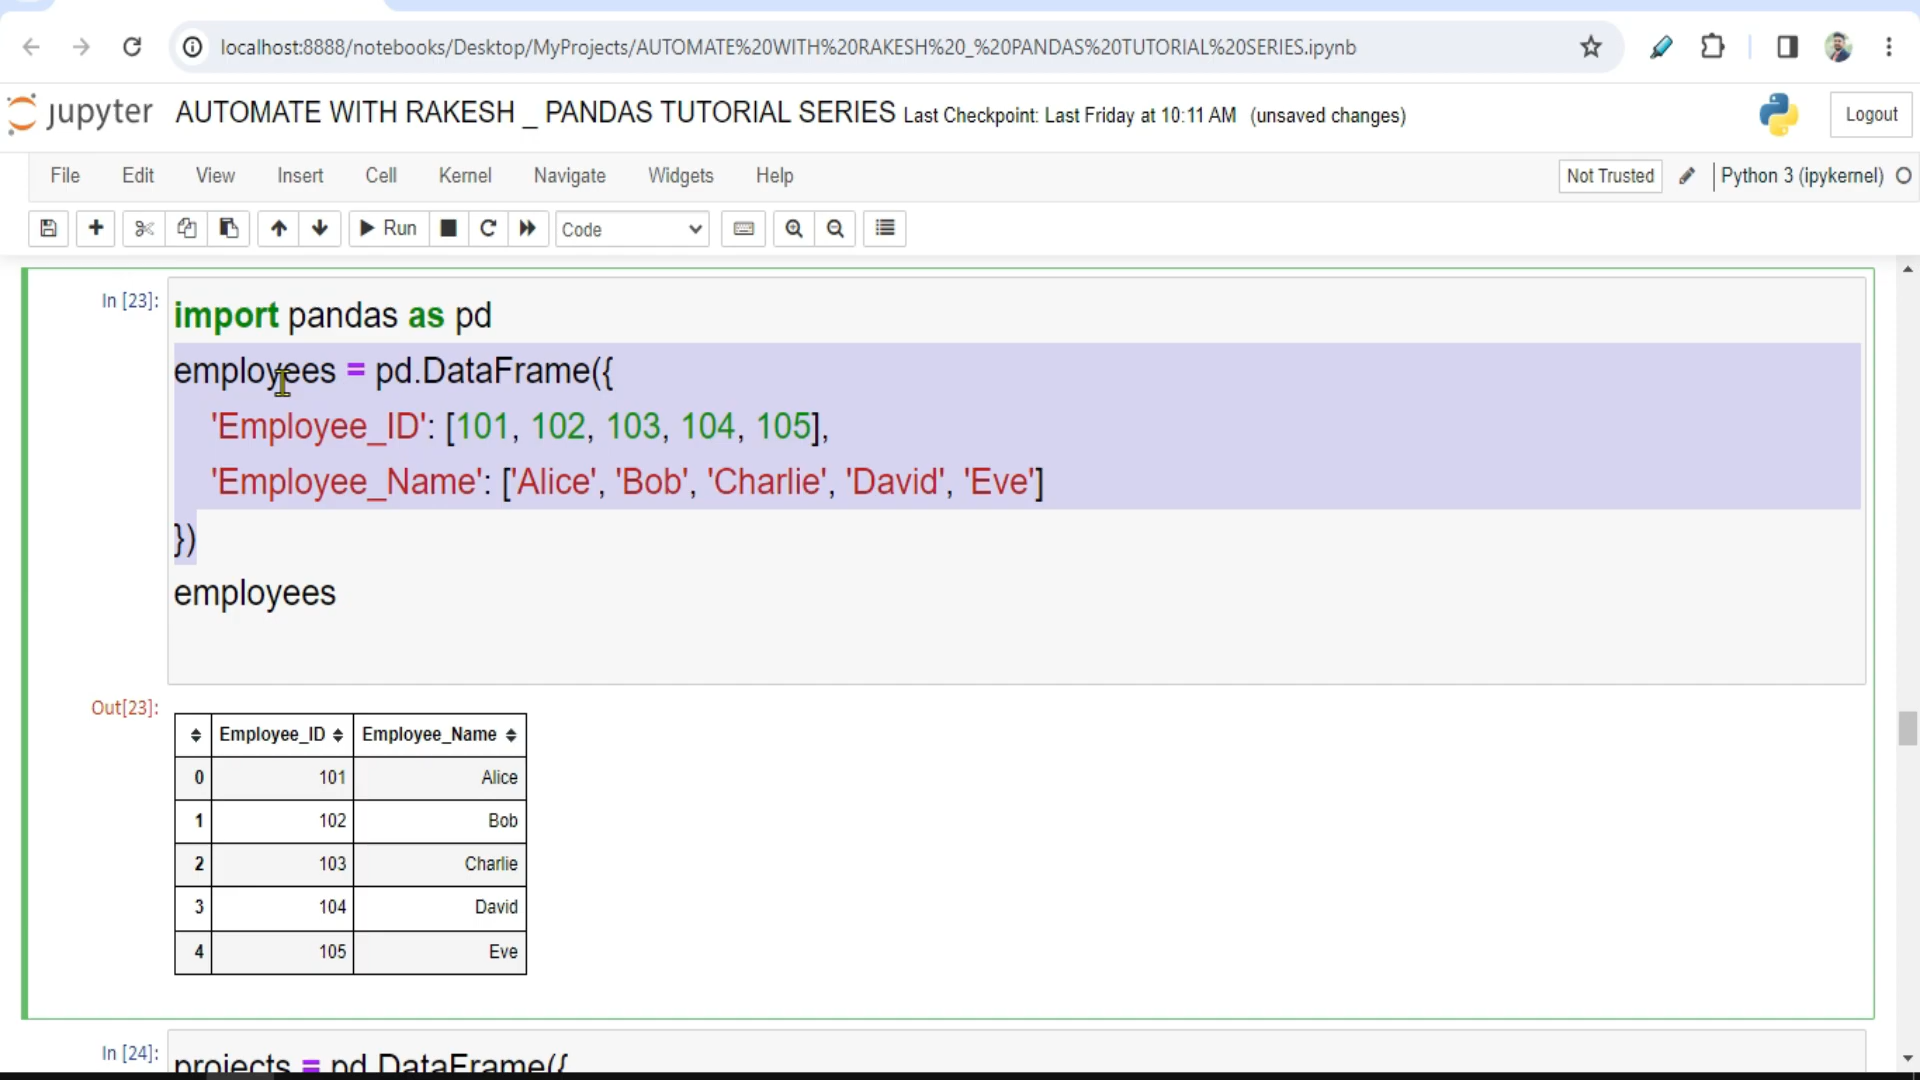 localhost:8888/notebooks/Desktop/MyProjects/AUTOMATE%20WITH%20RAKESH%20_%20PANDAS%20TUTORIAL%20SERIES.ipynb
jupyter AUTOMATE WITH RAKESH _ PANDAS TUTORIAL SERIES Last Checkpoint: Last Friday at 10:11 AM (unsaved changes) Logout
File Edit View Insert Cell Kernel Navigate Widgets Help Not Trusted Python 3 (ipykernel)
Run Code
In [23]: import pandas as pd
employees = pd.DataFrame({
'Employee_ID': [101, 102, 103, 104, 105],
'Employee_Name': ['Alice', 'Bob', 'Charlie', 'David', 'Eve']
})
employees
Out[23]:
Employee_ID Employee_Name
0 101 Alice
1 102 Bob
2 103 Charlie
3 104 David
4 105 Eve
In [24]: projects = pd.DataFrame({